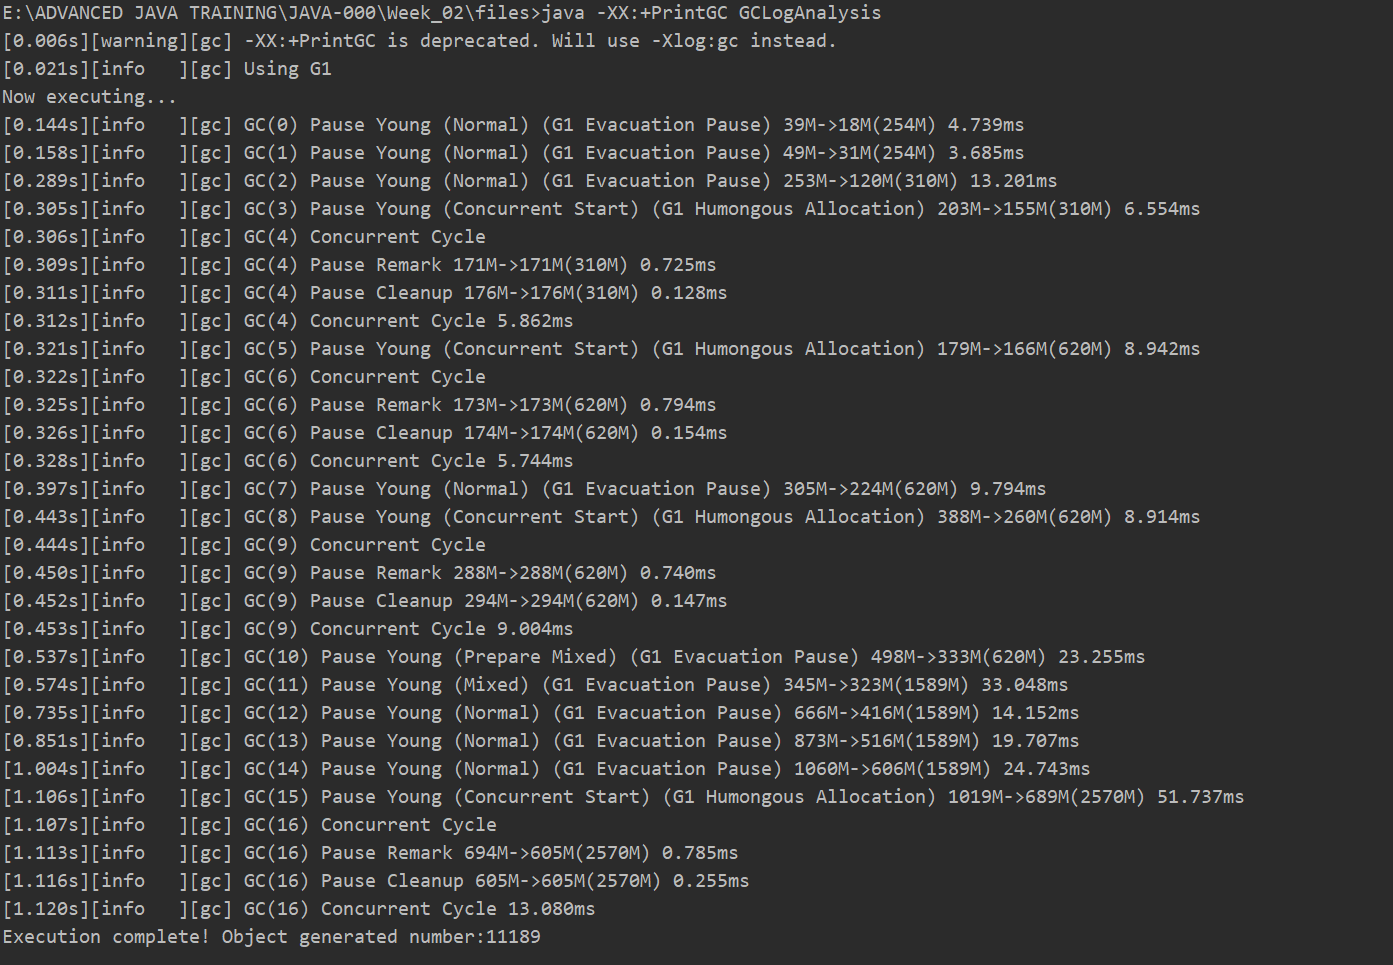 E:\ADVANCED JAVA TRAINING\JAVA-000\Week_02\files>java -XX:+PrintGC GCLogAnalysis
[0.006s][warning][gc] -XX:+PrintGC is deprecated. Will use -Xlog:gc instead.
[0.021s][info   ][gc] Using G1
Now executing...
[0.144s][info   ][gc] GC(0) Pause Young (Normal) (G1 Evacuation Pause) 39M->18M(254M) 4.739ms
[0.158s][info   ][gc] GC(1) Pause Young (Normal) (G1 Evacuation Pause) 49M->31M(254M) 3.685ms
[0.289s][info   ][gc] GC(2) Pause Young (Normal) (G1 Evacuation Pause) 253M->120M(310M) 13.201ms
[0.305s][info   ][gc] GC(3) Pause Young (Concurrent Start) (G1 Humongous Allocation) 203M->155M(310M) 6.554ms
[0.306s][info   ][gc] GC(4) Concurrent Cycle
[0.309s][info   ][gc] GC(4) Pause Remark 171M->171M(310M) 0.725ms
[0.311s][info   ][gc] GC(4) Pause Cleanup 176M->176M(310M) 0.128ms
[0.312s][info   ][gc] GC(4) Concurrent Cycle 5.862ms
[0.321s][info   ][gc] GC(5) Pause Young (Concurrent Start) (G1 Humongous Allocation) 179M->166M(620M) 8.942ms
[0.322s][info   ][gc] GC(6) Concurrent Cycle
[0.325s][info   ][gc] GC(6) Pause Remark 173M->173M(620M) 0.794ms
[0.326s][info   ][gc] GC(6) Pause Cleanup 174M->174M(620M) 0.154ms
[0.328s][info   ][gc] GC(6) Concurrent Cycle 5.744ms
[0.397s][info   ][gc] GC(7) Pause Young (Normal) (G1 Evacuation Pause) 305M->224M(620M) 9.794ms
[0.443s][info   ][gc] GC(8) Pause Young (Concurrent Start) (G1 Humongous Allocation) 388M->260M(620M) 8.914ms
[0.444s][info   ][gc] GC(9) Concurrent Cycle
[0.450s][info   ][gc] GC(9) Pause Remark 288M->288M(620M) 0.740ms
[0.452s][info   ][gc] GC(9) Pause Cleanup 294M->294M(620M) 0.147ms
[0.453s][info   ][gc] GC(9) Concurrent Cycle 9.004ms
[0.537s][info   ][gc] GC(10) Pause Young (Prepare Mixed) (G1 Evacuation Pause) 498M->333M(620M) 23.255ms
[0.574s][info   ][gc] GC(11) Pause Young (Mixed) (G1 Evacuation Pause) 345M->323M(1589M) 33.048ms
[0.735s][info   ][gc] GC(12) Pause Young (Normal) (G1 Evacuation Pause) 666M->416M(1589M) 14.152ms
[0.851s][info   ][gc] GC(13) Pause Young (Normal) (G1 Evacuation Pause) 873M->516M(1589M) 19.707ms
[1.004s][info   ][gc] GC(14) Pause Young (Normal) (G1 Evacuation Pause) 1060M->606M(1589M) 24.743ms
[1.106s][info   ][gc] GC(15) Pause Young (Concurrent Start) (G1 Humongous Allocation) 1019M->689M(2570M) 51.737ms
[1.107s][info   ][gc] GC(16) Concurrent Cycle
[1.113s][info   ][gc] GC(16) Pause Remark 694M->605M(2570M) 0.785ms
[1.116s][info   ][gc] GC(16) Pause Cleanup 605M->605M(2570M) 0.255ms
[1.120s][info   ][gc] GC(16) Concurrent Cycle 13.080ms
Execution complete! Object generated number:11189